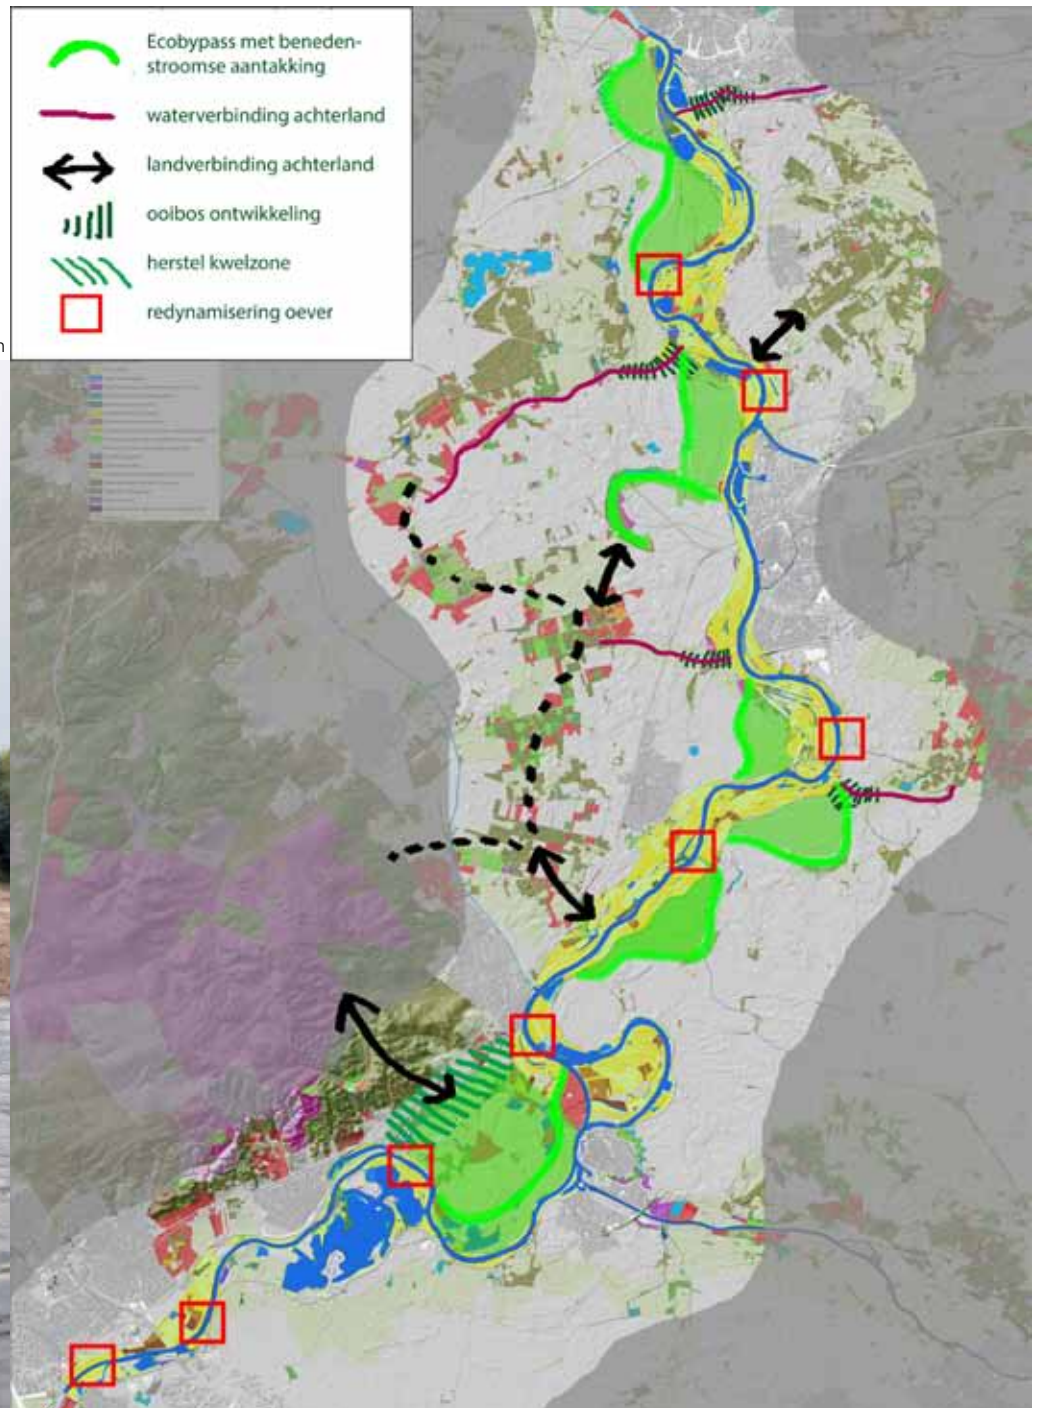 Ecobypass met beneden-
stroomse aantakking
waterverbinding achterland
landverbinding achterland
ooibos ontwikkeling
herstel kwelzone
redynamisering oever
n